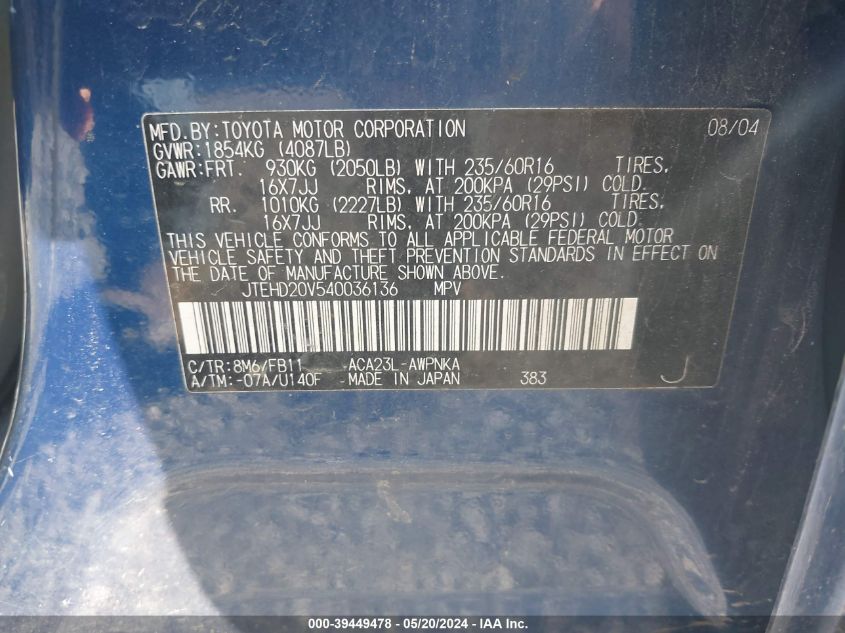 MFD.BY:TOYOTA MOTOR CORPORATION 08/04
GVWR:1854KG (4087LB)
GAWR:FRT. 930KG (2050LB) WITH 235/60R16 TIRES,
16X7JJ RIMS, AT 200KPA (29PSI) COLD.
RR. 1010KG (2227LB) WITH 235/60R16 TIRES,
16X7JJ RIMS, AT 200KPA (29PSI) COLD.
THIS VEHICLE CONFORMS TO ALL APPLICABLE FEDERAL MOTOR
VEHICLE SAFETY AND THEFT PREVENTION STANDARDS IN EFFECT ON
THE DATE OF MANUFACTURE SHOWN ABOVE.
JTEHD20V540036136 MPV
C/TR:8M6/FB11 -ACA23L-AWPNKA
A/TM:-07A/U140F -MADE IN JAPAN 383 J
000-39449478 - 05/20/2024 - IAA Inc.